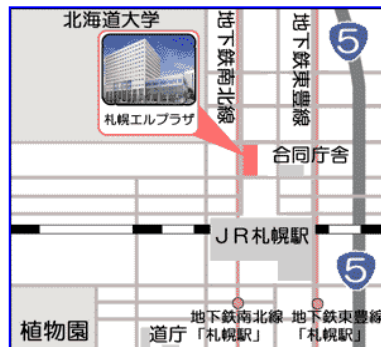 北海道大学
札幌エルプラザ
地下鉄南北線
地下鉄東豊線
5
合同庁舎
JR札幌駅
5
地下鉄南北線
「札幌駅」
地下鉄東豊線
「札幌駅」
植物園
道庁